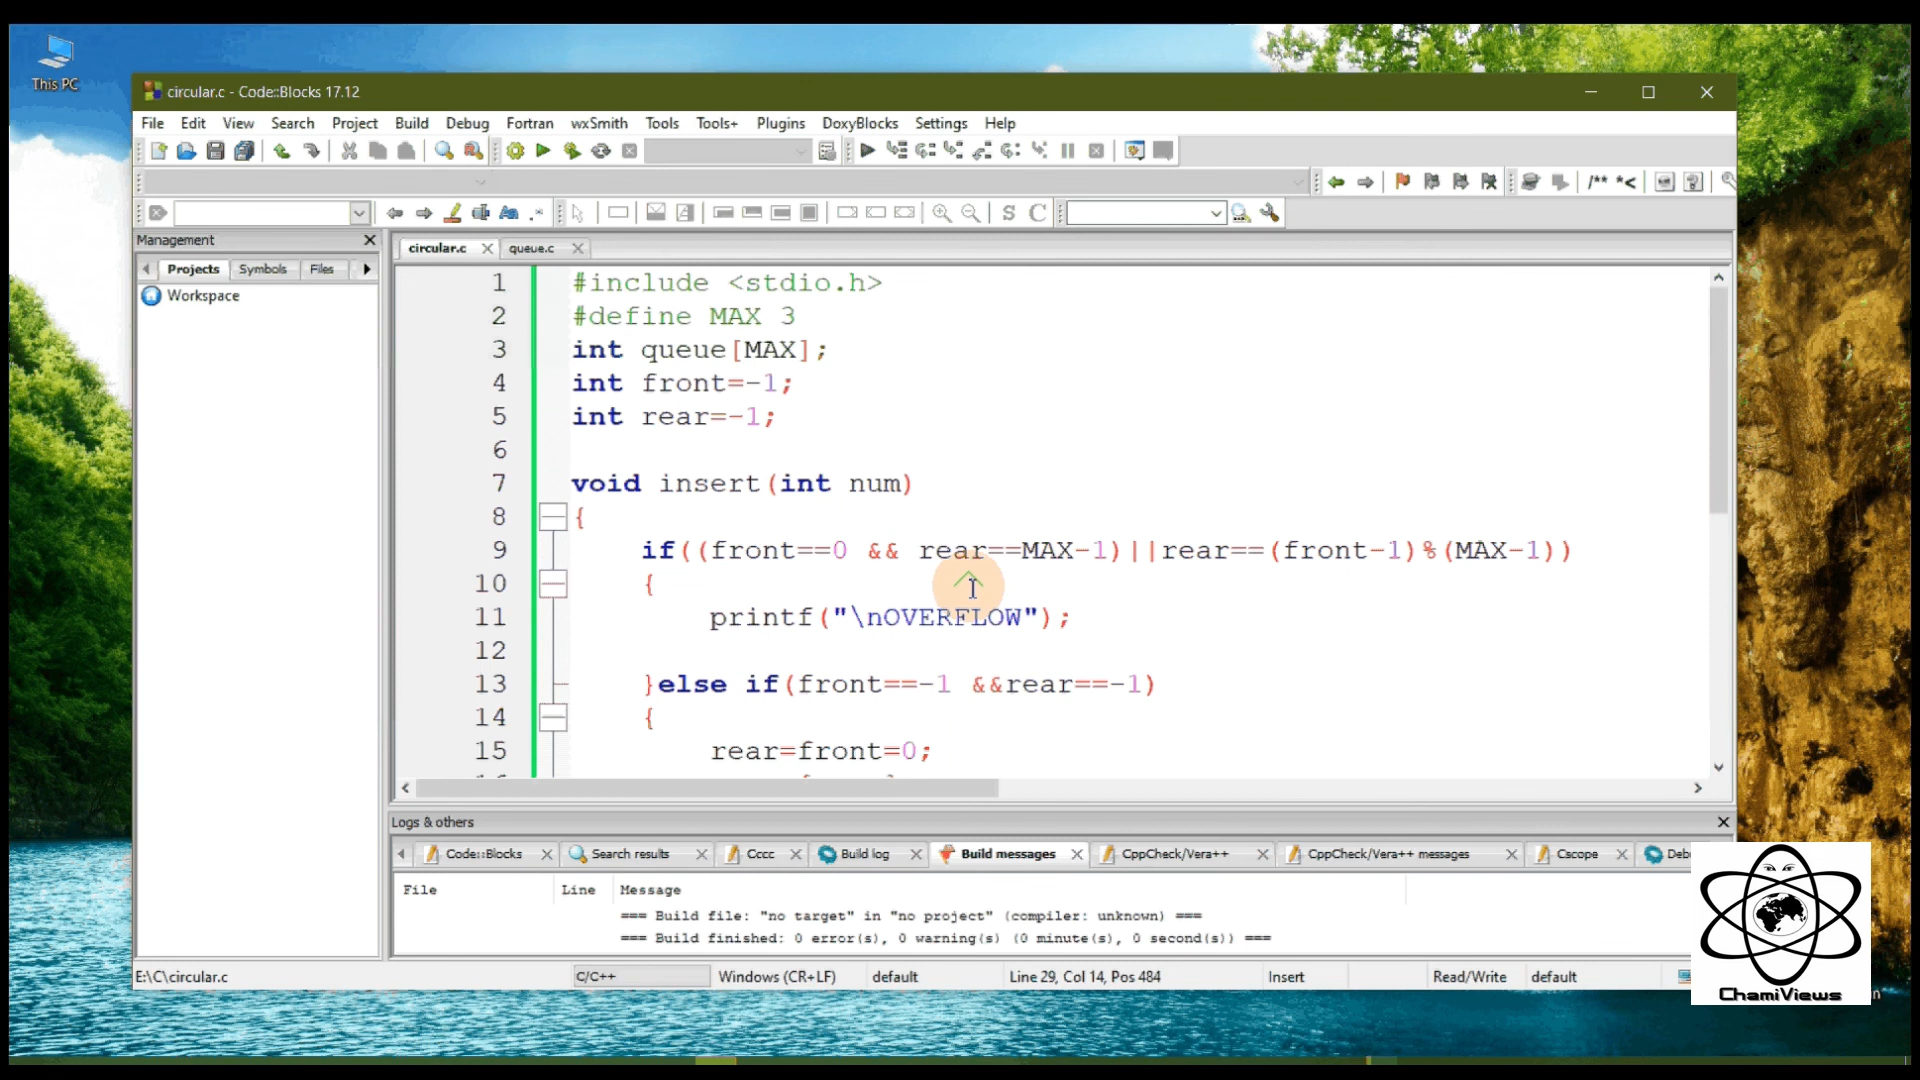 This PC
circular.c - Code::Blocks 17.12
File Edit View Search Project Build Debug Fortran wxSmith Tools Tools+ Plugins DoxyBlocks Settings Help
/** *<
S C
Management
Projects Symbols Files
Workspace
circular.c queue.c
1 #include <stdio.h>
2 #define MAX 3
3 int queue[MAX];
4 int front=-1;
5 int rear=-1;
6
7 void insert(int num)
8 {
9 if((front==0 && rear==MAX-1)||rear==(front-1)%(MAX-1))
10 {
11 printf("\nOVERFLOW");
12
13 }else if(front==-1 &&rear==-1)
14 {
15 rear=front=0;
Logs & others
Code::Blocks Search results Cccc Build log Build messages CppCheck/Vera++ CppCheck/Vera++ messages Cscope
File Line Message
=== Build file: "no target" in "no project" (compiler: unknown) ===
=== Build finished: 0 error(s), 0 warning(s) (0 minute(s), 0 second(s)) ===
E:\C\circular.c C/C++ Windows (CR+LF) default Line 29, Col 14, Pos 484 Insert Read/Write default
ChamiViews